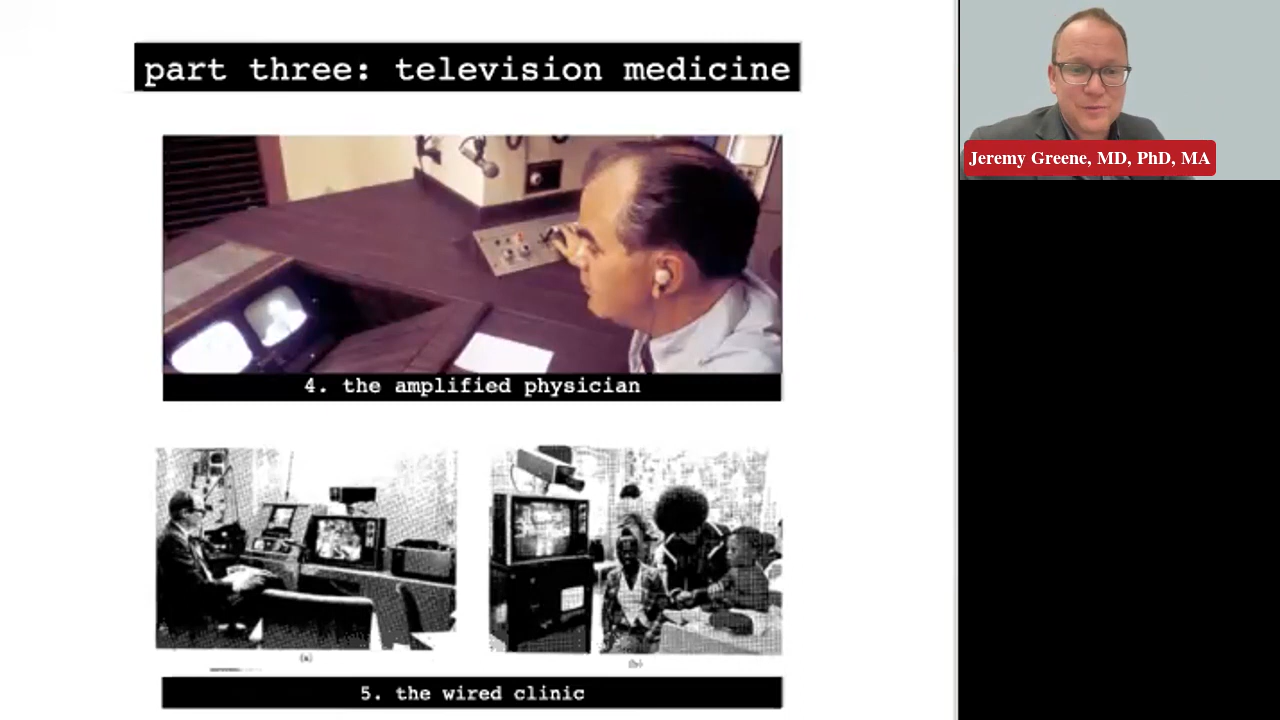 part three: television medicine
Jeremy Greene, MD, PhD, MA
4. the amplified physician
(a)
(b)
5. the wired clinic